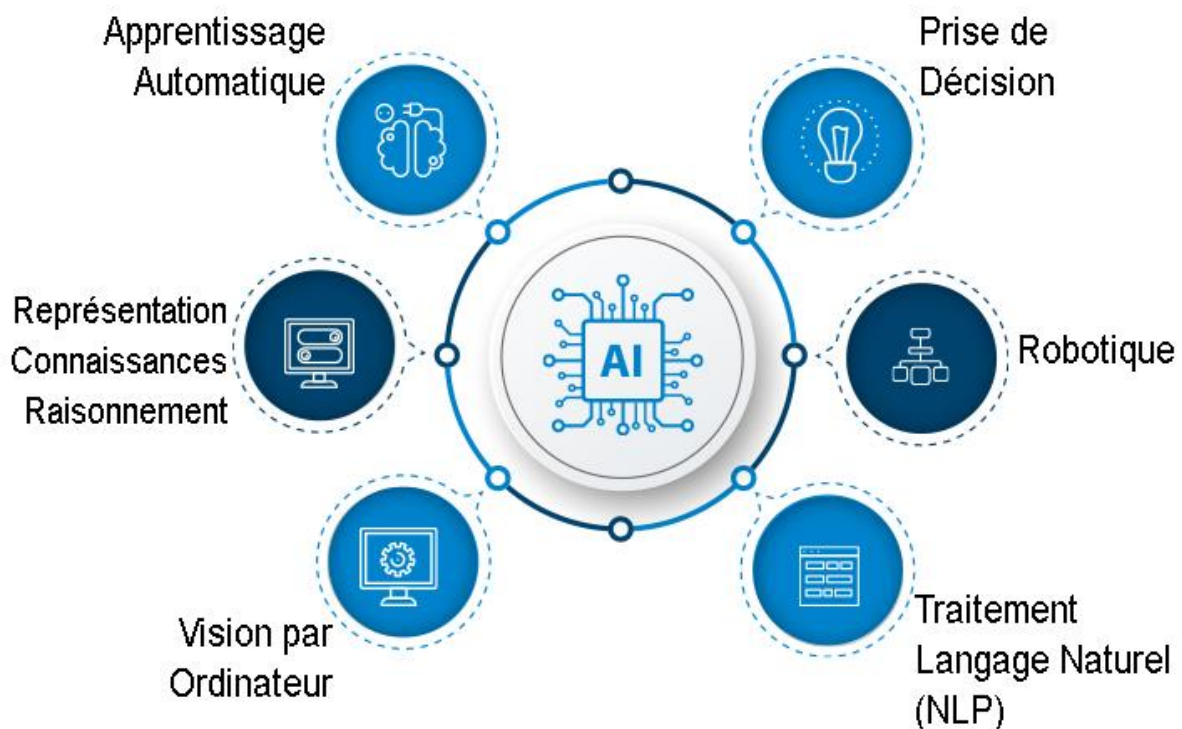 Apprentissage
Automatique
Prise de
Décision
Représentation
Connaissances
Raisonnement
AI
Robotique
Vision par
Ordinateur
Traitement
Langage Naturel
(NLP)